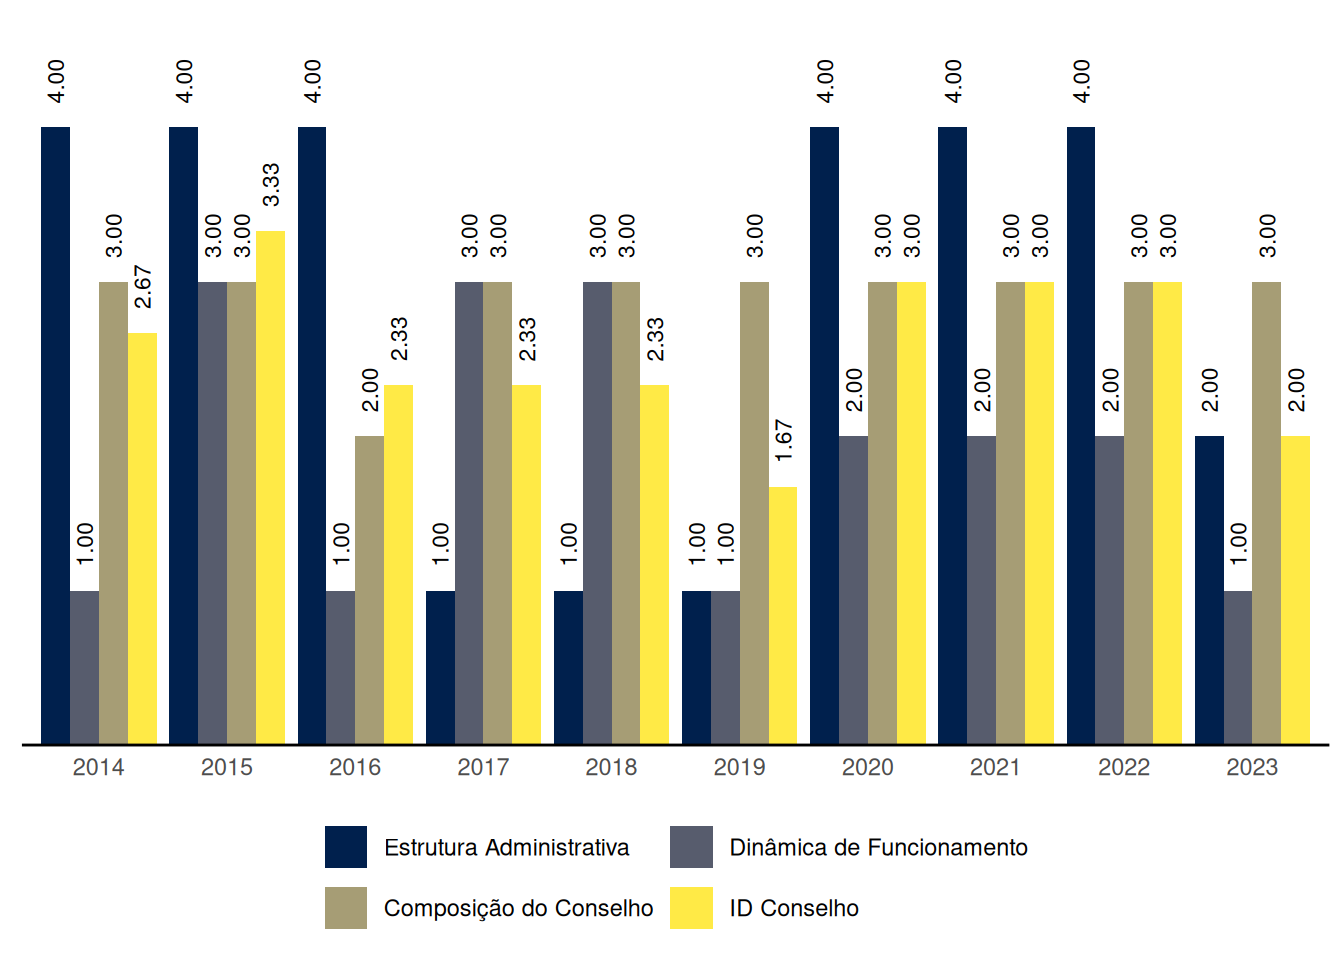 4.00 1.00 3.00 2.67
4.00 3.00 3.00 3.33
4.00 1.00 2.00 2.33
1.00 3.00 3.00 2.33
1.00 3.00 3.00 2.33
1.00 1.00 3.00 1.67
4.00 2.00 3.00 3.00
4.00 2.00 3.00 3.00
4.00 2.00 3.00 3.00
2.00 1.00 3.00 2.00
2014 2015 2016 2017 2018 2019 2020 2021 2022 2023
Estrutura Administrativa Dinâmica de Funcionamento
Composição do Conselho ID Conselho